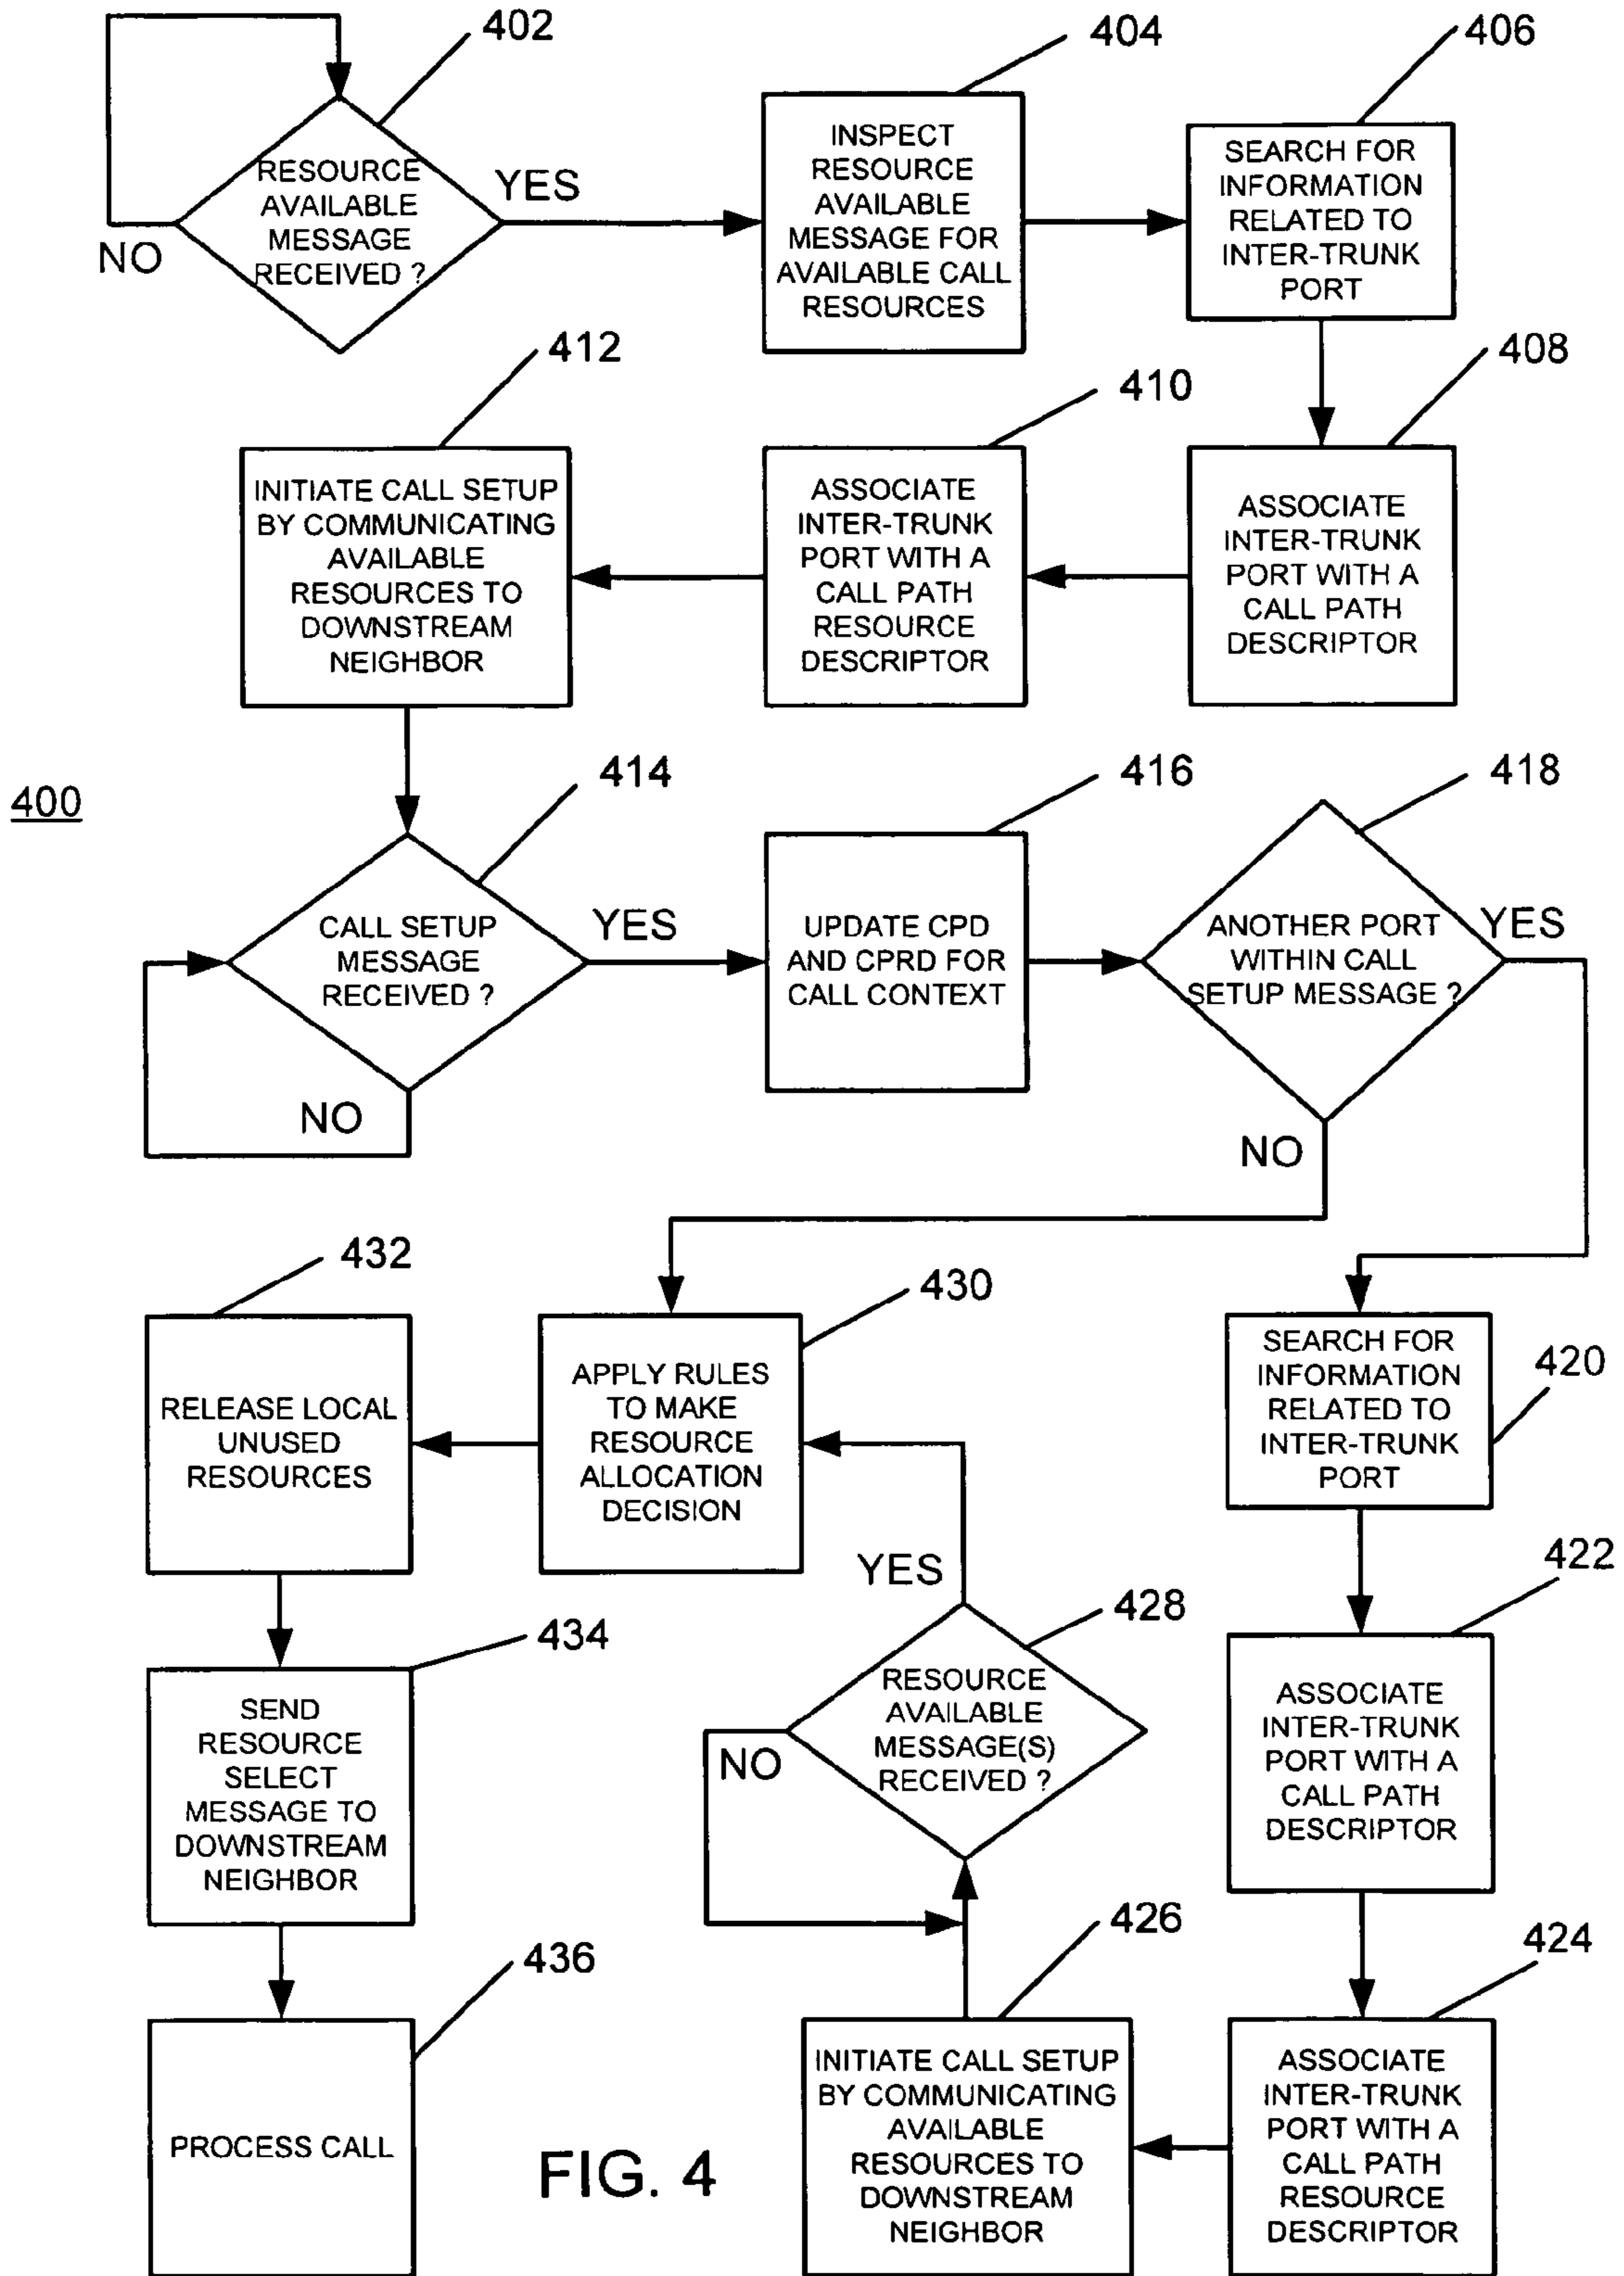 402
RESOURCE
AVAILABLE
MESSAGE
RECEIVED ?
YES
NO
404
INSPECT
RESOURCE
AVAILABLE
MESSAGE FOR
AVAILABLE CALL
RESOURCES
406
SEARCH FOR
INFORMATION
RELATED TO
INTER-TRUNK
PORT
408
ASSOCIATE
INTER-TRUNK
PORT WITH A
CALL PATH
DESCRIPTOR
410
ASSOCIATE
INTER-TRUNK
PORT WITH A
CALL PATH
RESOURCE
DESCRIPTOR
412
INITIATE CALL SETUP
BY COMMUNICATING
AVAILABLE
RESOURCES TO
DOWNSTREAM
NEIGHBOR
400
414
CALL SETUP
MESSAGE
RECEIVED ?
YES
NO
416
UPDATE CPD
AND CPRD FOR
CALL CONTEXT
418
ANOTHER PORT
WITHIN CALL
SETUP MESSAGE ?
YES
NO
420
SEARCH FOR
INFORMATION
RELATED TO
INTER-TRUNK
PORT
422
ASSOCIATE
INTER-TRUNK
PORT WITH A
CALL PATH
DESCRIPTOR
424
ASSOCIATE
INTER-TRUNK
PORT WITH A
CALL PATH
RESOURCE
DESCRIPTOR
426
INITIATE CALL SETUP
BY COMMUNICATING
AVAILABLE
RESOURCES TO
DOWNSTREAM
NEIGHBOR
428
RESOURCE
AVAILABLE
MESSAGE(S)
RECEIVED ?
YES
NO
430
APPLY RULES
TO MAKE
RESOURCE
ALLOCATION
DECISION
432
RELEASE LOCAL
UNUSED
RESOURCES
434
SEND
RESOURCE
SELECT
MESSAGE TO
DOWNSTREAM
NEIGHBOR
436
PROCESS CALL
FIG. 4